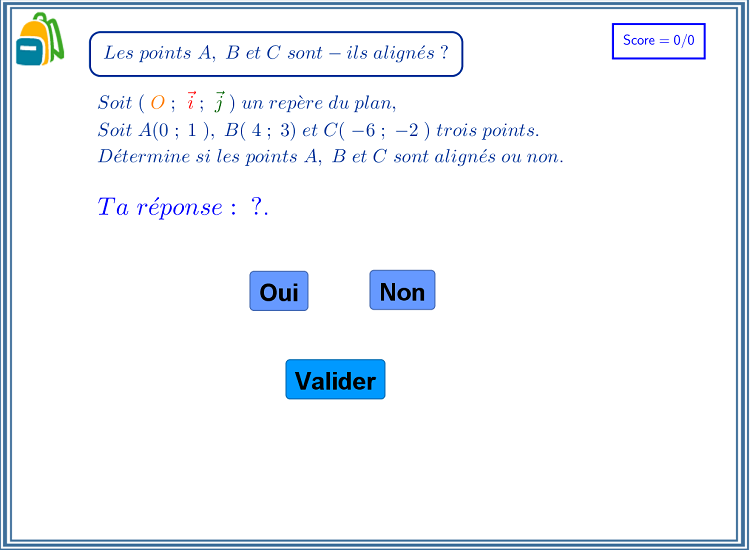 Les points A, B et C sont – ils alignés ?
Score = 0/0
Soit ( O ; i⃗ ; j⃗ ) un repère du plan,
Soit A(0 ; 1 ), B( 4 ; 3) et C( −6 ; −2 ) trois points.
Détermine si les points A, B et C sont alignés ou non.
Ta réponse : ?.
Oui Non
Valider